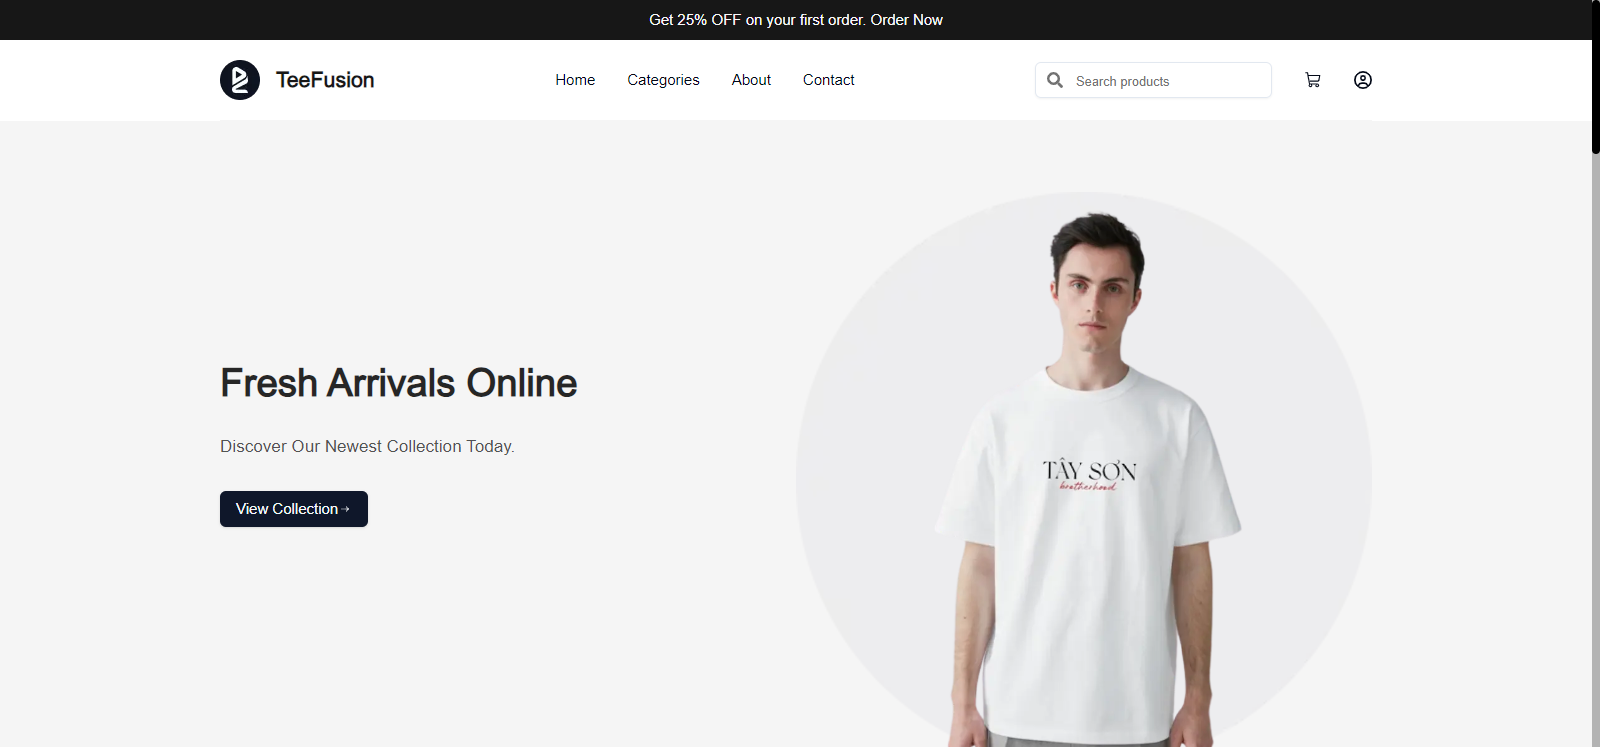 Get 25% OFF on your first order. Order Now
TeeFusion
Home
Categories
About
Contact
Search products
Fresh Arrivals Online
Discover Our Newest Collection Today.
View Collection→
TÂY SƠN
brotherhood